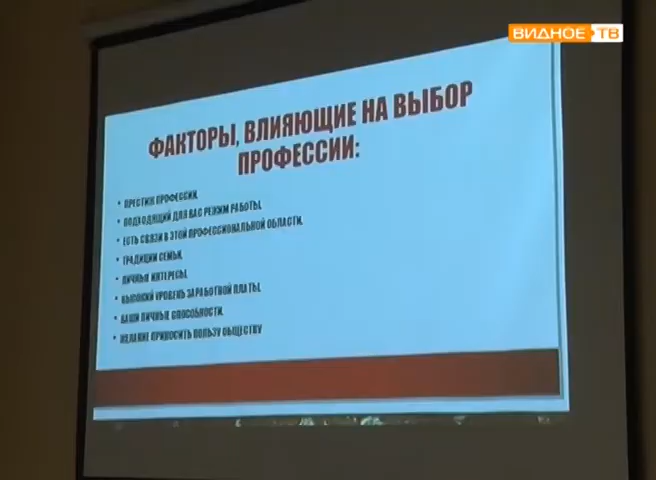 ВИДНОЕ ТВ
ФАКТОРЫ, ВЛИЯЮЩИЕ НА ВЫБОР
ПРОФЕССИИ:
• ПРЕСТИЖ ПРОФЕССИИ,
• ПОДХОДЯЩИЙ ДЛЯ ВАС РЕЖИМ РАБОТЫ,
• ЕСТЬ СВЯЗИ В ЭТОЙ ПРОФЕССИОНАЛЬНОЙ ОБЛАСТИ,
• ТРАДИЦИИ СЕМЬИ,
• ЛИЧНЫЕ ИНТЕРЕСЫ,
• ВЫСОКИЙ УРОВЕНЬ ЗАРАБОТНОЙ ПЛАТЫ,
• ВАШИ ЛИЧНЫЕ СПОСОБНОСТИ,
• ЖЕЛАНИЕ ПРИНОСИТЬ ПОЛЬЗУ ОБЩЕСТВУ